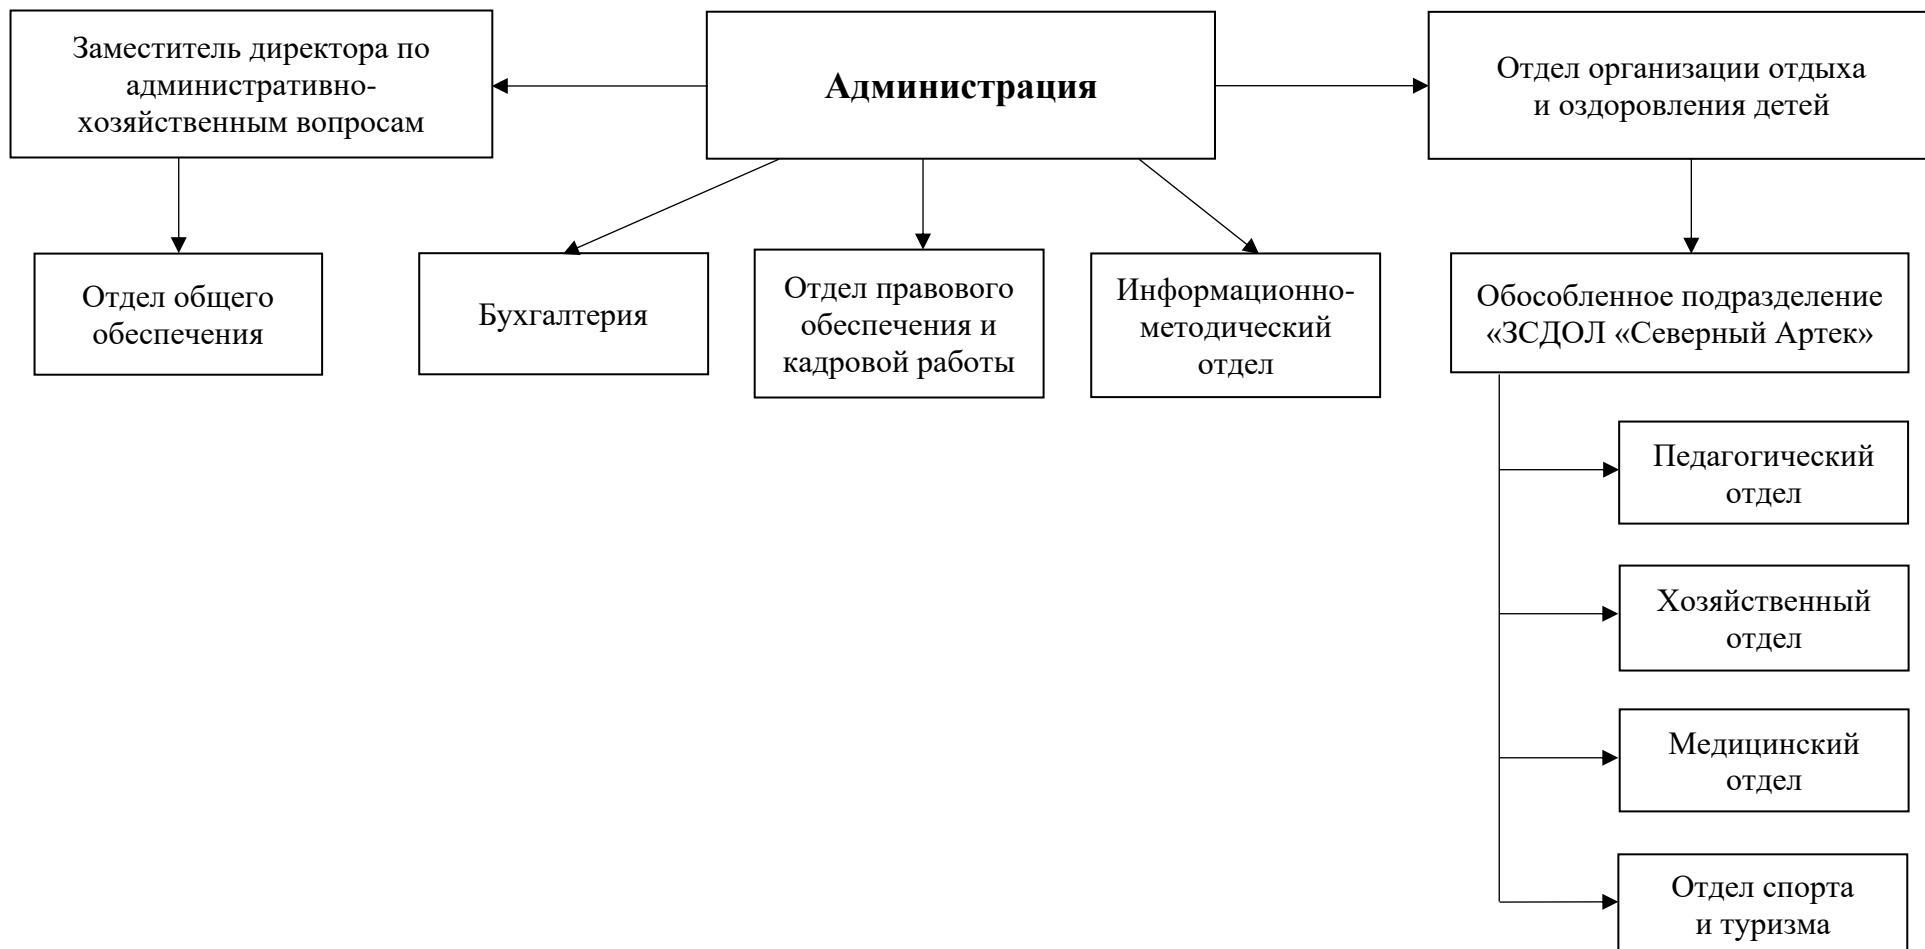 Заместитель директора по
административно-
хозяйственным вопросам
Администрация
Отдел организации отдыха
и оздоровления детей
Отдел общего
обеспечения
Бухгалтерия
Отдел правового
обеспечения и
кадровой работы
Информационно-
методический
отдел
Обособленное подразделение
«ЗСДОЛ «Северный Артек»
Педагогический
отдел
Хозяйственный
отдел
Медицинский
отдел
Отдел спорта
и туризма